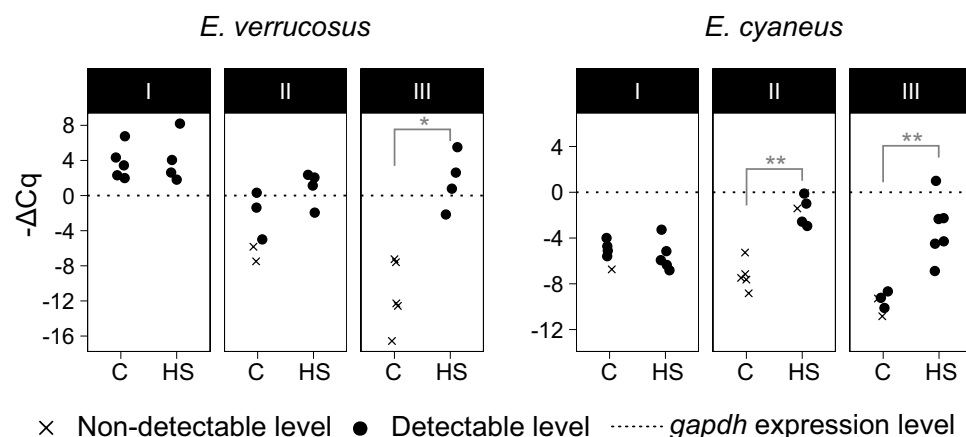 E. verrucosus
E. cyaneus
I II III
I II III
-ΔCq
8
4
0
-4
-8
-12
-16
*
4
0
-4
-8
-12
**
**
C HS C HS C HS
C HS C HS C HS
× Non-detectable level ● Detectable level ······· gapdh expression level